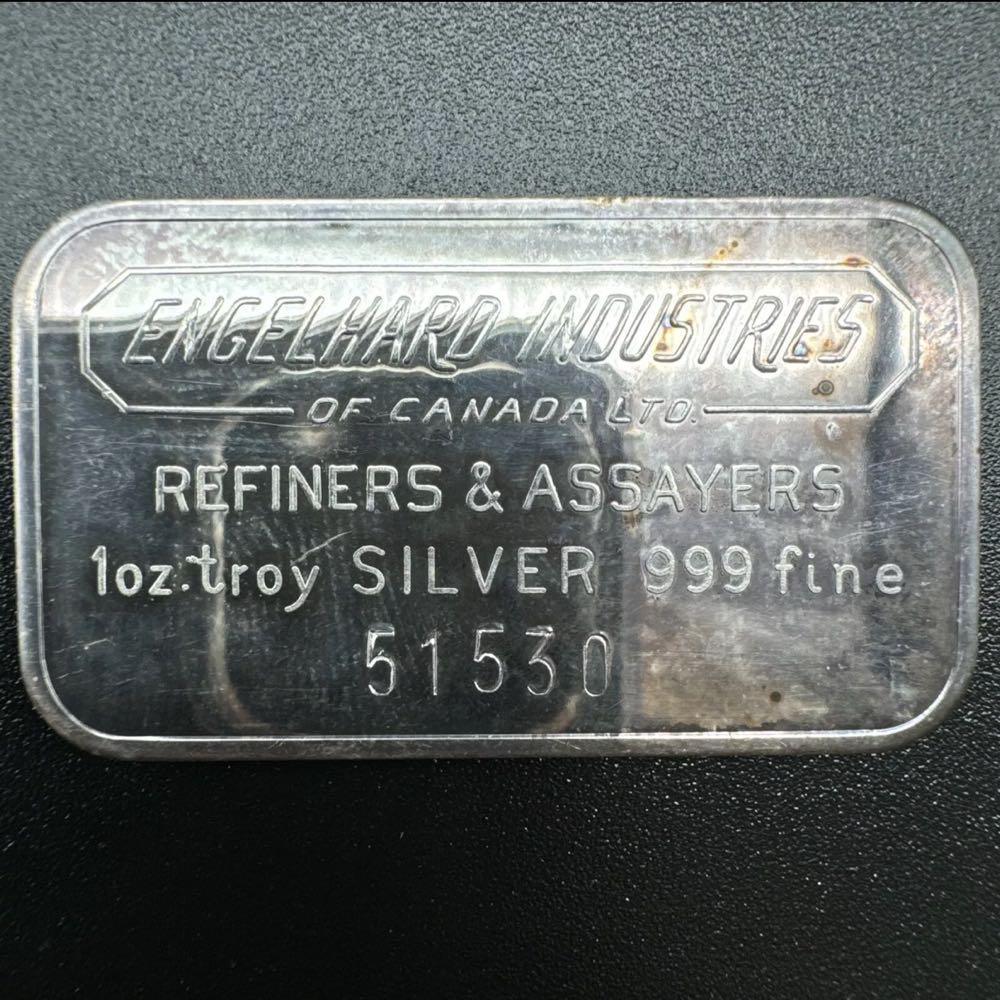 ENGELHARD INDUSTRIES
OF CANADA LTD.
REFINERS & ASSAYERS
1oz.troy SILVER 999 fine
51530